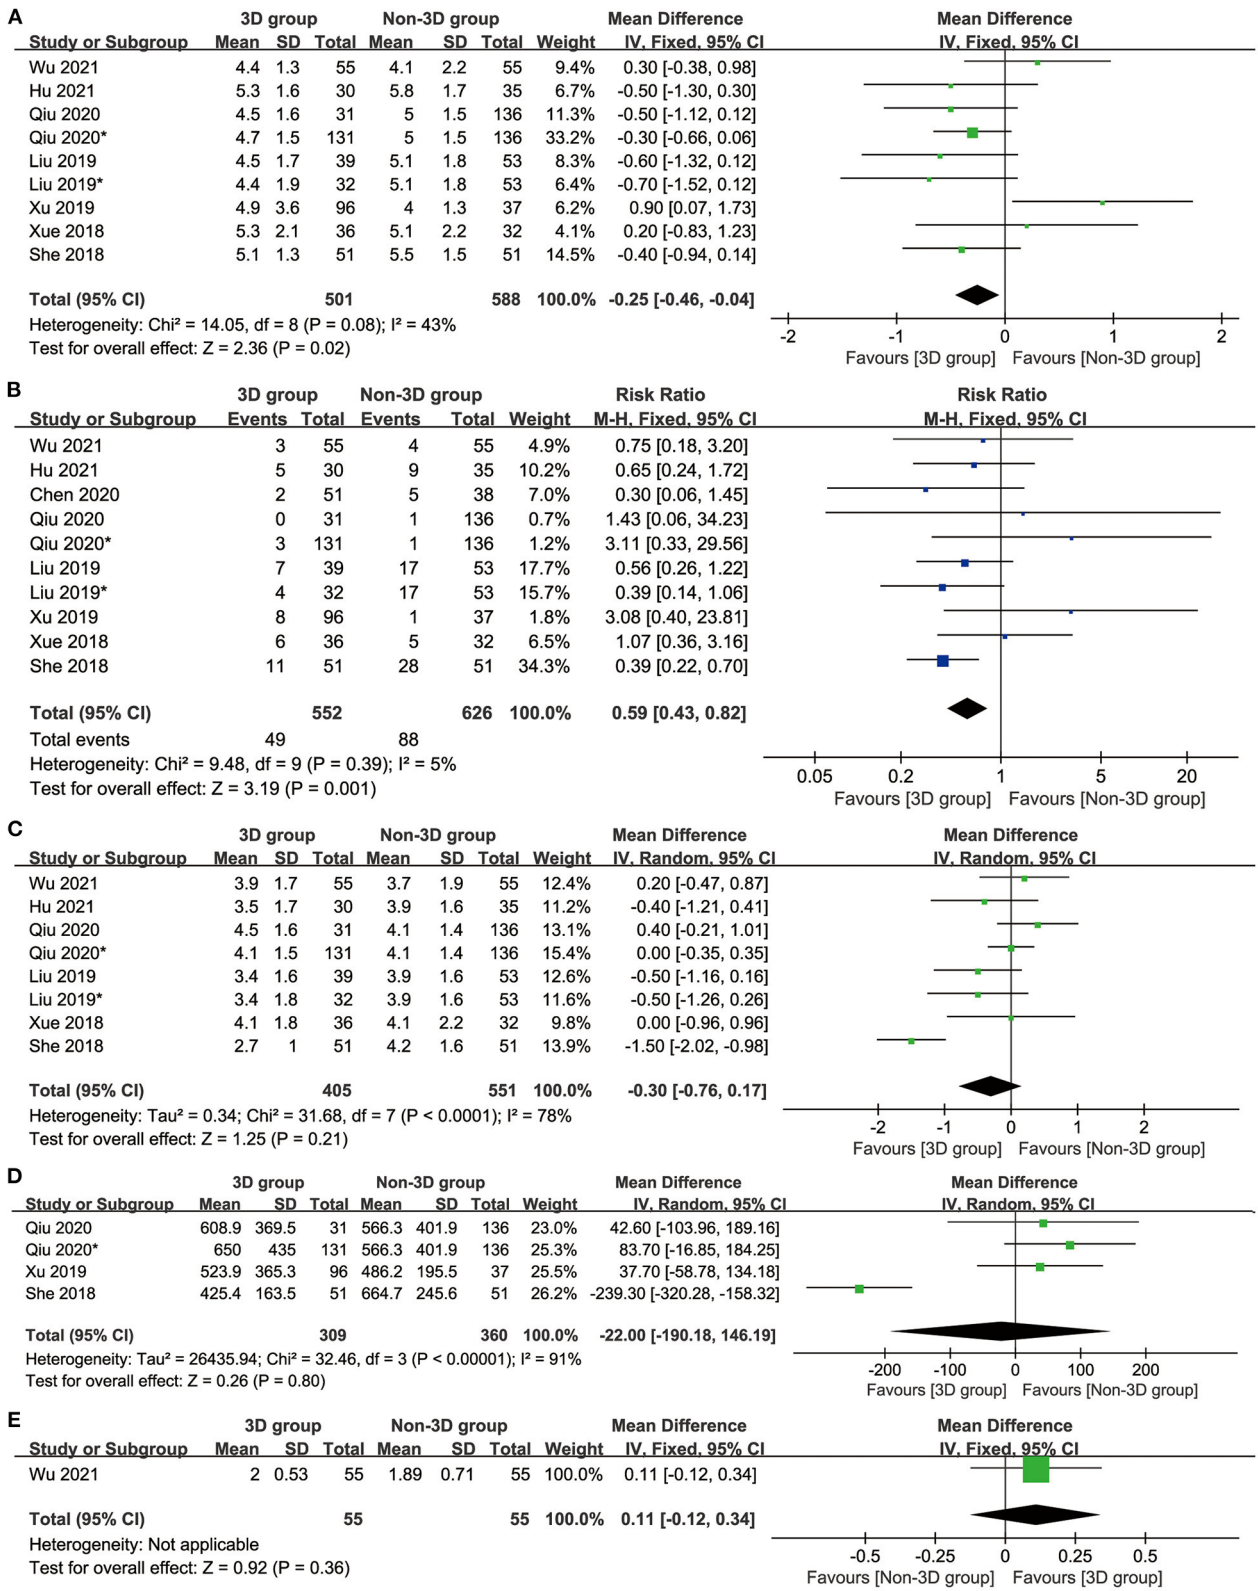 A
3D group Non-3D group Mean Difference Mean Difference
Study or Subgroup Mean SD Total Mean SD Total Weight IV, Fixed, 95% CI IV, Fixed, 95% CI
Wu 2021 4.4 1.3 55 4.1 2.2 55 9.4% 0.30 [-0.38, 0.98]
Hu 2021 5.3 1.6 30 5.8 1.7 35 6.7% -0.50 [-1.30, 0.30]
Qiu 2020 4.5 1.6 31 5 1.5 136 11.3% -0.50 [-1.12, 0.12]
Qiu 2020* 4.7 1.5 131 5 1.5 136 33.2% -0.30 [-0.66, 0.06]
Liu 2019 4.5 1.7 39 5.1 1.8 53 8.3% -0.60 [-1.32, 0.12]
Liu 2019* 4.4 1.9 32 5.1 1.8 53 6.4% -0.70 [-1.52, 0.12]
Xu 2019 4.9 3.6 96 4 1.3 37 6.2% 0.90 [0.07, 1.73]
Xue 2018 5.3 2.1 36 5.1 2.2 32 4.1% 0.20 [-0.83, 1.23]
She 2018 5.1 1.3 51 5.5 1.5 51 14.5% -0.40 [-0.94, 0.14]
Total (95% CI) 501 588 100.0% -0.25 [-0.46, -0.04]
Heterogeneity: Chi² = 14.05, df = 8 (P = 0.08); I² = 43%
Test for overall effect: Z = 2.36 (P = 0.02)
-2 -1 0 1 2
Favours [3D group] Favours [Non-3D group]
B
3D group Non-3D group Risk Ratio Risk Ratio
Study or Subgroup Events Total Events Total Weight M-H, Fixed, 95% CI M-H, Fixed, 95% CI
Wu 2021 3 55 4 55 4.9% 0.75 [0.18, 3.20]
Hu 2021 5 30 9 35 10.2% 0.65 [0.24, 1.72]
Chen 2020 2 51 5 38 7.0% 0.30 [0.06, 1.45]
Qiu 2020 0 31 1 136 0.7% 1.43 [0.06, 34.23]
Qiu 2020* 3 131 1 136 1.2% 3.11 [0.33, 29.56]
Liu 2019 7 39 17 53 17.7% 0.56 [0.26, 1.22]
Liu 2019* 4 32 17 53 15.7% 0.39 [0.14, 1.06]
Xu 2019 8 96 1 37 1.8% 3.08 [0.40, 23.81]
Xue 2018 6 36 5 32 6.5% 1.07 [0.36, 3.16]
She 2018 11 51 28 51 34.3% 0.39 [0.22, 0.70]
Total (95% CI) 552 626 100.0% 0.59 [0.43, 0.82]
Total events 49 88
Heterogeneity: Chi² = 9.48, df = 9 (P = 0.39); I² = 5%
Test for overall effect: Z = 3.19 (P = 0.001)
0.05 0.2 1 5 20
Favours [3D group] Favours [Non-3D group]
C
3D group Non-3D group Mean Difference Mean Difference
Study or Subgroup Mean SD Total Mean SD Total Weight IV, Random, 95% CI IV, Random, 95% CI
Wu 2021 3.9 1.7 55 3.7 1.9 55 12.4% 0.20 [-0.47, 0.87]
Hu 2021 3.5 1.7 30 3.9 1.6 35 11.2% -0.40 [-1.21, 0.41]
Qiu 2020 4.5 1.6 31 4.1 1.4 136 13.1% 0.40 [-0.21, 1.01]
Qiu 2020* 4.1 1.5 131 4.1 1.4 136 15.4% 0.00 [-0.35, 0.35]
Liu 2019 3.4 1.6 39 3.9 1.6 53 12.6% -0.50 [-1.16, 0.16]
Liu 2019* 3.4 1.8 32 3.9 1.6 53 11.6% -0.50 [-1.26, 0.26]
Xue 2018 4.1 1.8 36 4.1 2.2 32 9.8% 0.00 [-0.96, 0.96]
She 2018 2.7 1 51 4.2 1.6 51 13.9% -1.50 [-2.02, -0.98]
Total (95% CI) 405 551 100.0% -0.30 [-0.76, 0.17]
Heterogeneity: Tau² = 0.34; Chi² = 31.68, df = 7 (P < 0.0001); I² = 78%
Test for overall effect: Z = 1.25 (P = 0.21)
-2 -1 0 1 2
Favours [3D group] Favours [Non-3D group]
D
3D group Non-3D group Mean Difference Mean Difference
Study or Subgroup Mean SD Total Mean SD Total Weight IV, Random, 95% CI IV, Random, 95% CI
Qiu 2020 608.9 369.5 31 566.3 401.9 136 23.0% 42.60 [-103.96, 189.16]
Qiu 2020* 650 435 131 566.3 401.9 136 25.3% 83.70 [-16.85, 184.25]
Xu 2019 523.9 365.3 96 486.2 195.5 37 25.5% 37.70 [-58.78, 134.18]
She 2018 425.4 163.5 51 664.7 245.6 51 26.2% -239.30 [-320.28, -158.32]
Total (95% CI) 309 360 100.0% -22.00 [-190.18, 146.19]
Heterogeneity: Tau² = 26435.94; Chi² = 32.46, df = 3 (P < 0.00001); I² = 91%
Test for overall effect: Z = 0.26 (P = 0.80)
-200 -100 0 100 200
Favours [3D group] Favours [Non-3D group]
E
3D group Non-3D group Mean Difference Mean Difference
Study or Subgroup Mean SD Total Mean SD Total Weight IV, Fixed, 95% CI IV, Fixed, 95% CI
Wu 2021 2 0.53 55 1.89 0.71 55 100.0% 0.11 [-0.12, 0.34]
Total (95% CI) 55 55 100.0% 0.11 [-0.12, 0.34]
Heterogeneity: Not applicable
Test for overall effect: Z = 0.92 (P = 0.36)
-0.5 -0.25 0 0.25 0.5
Favours [Non-3D group] Favours [3D group]